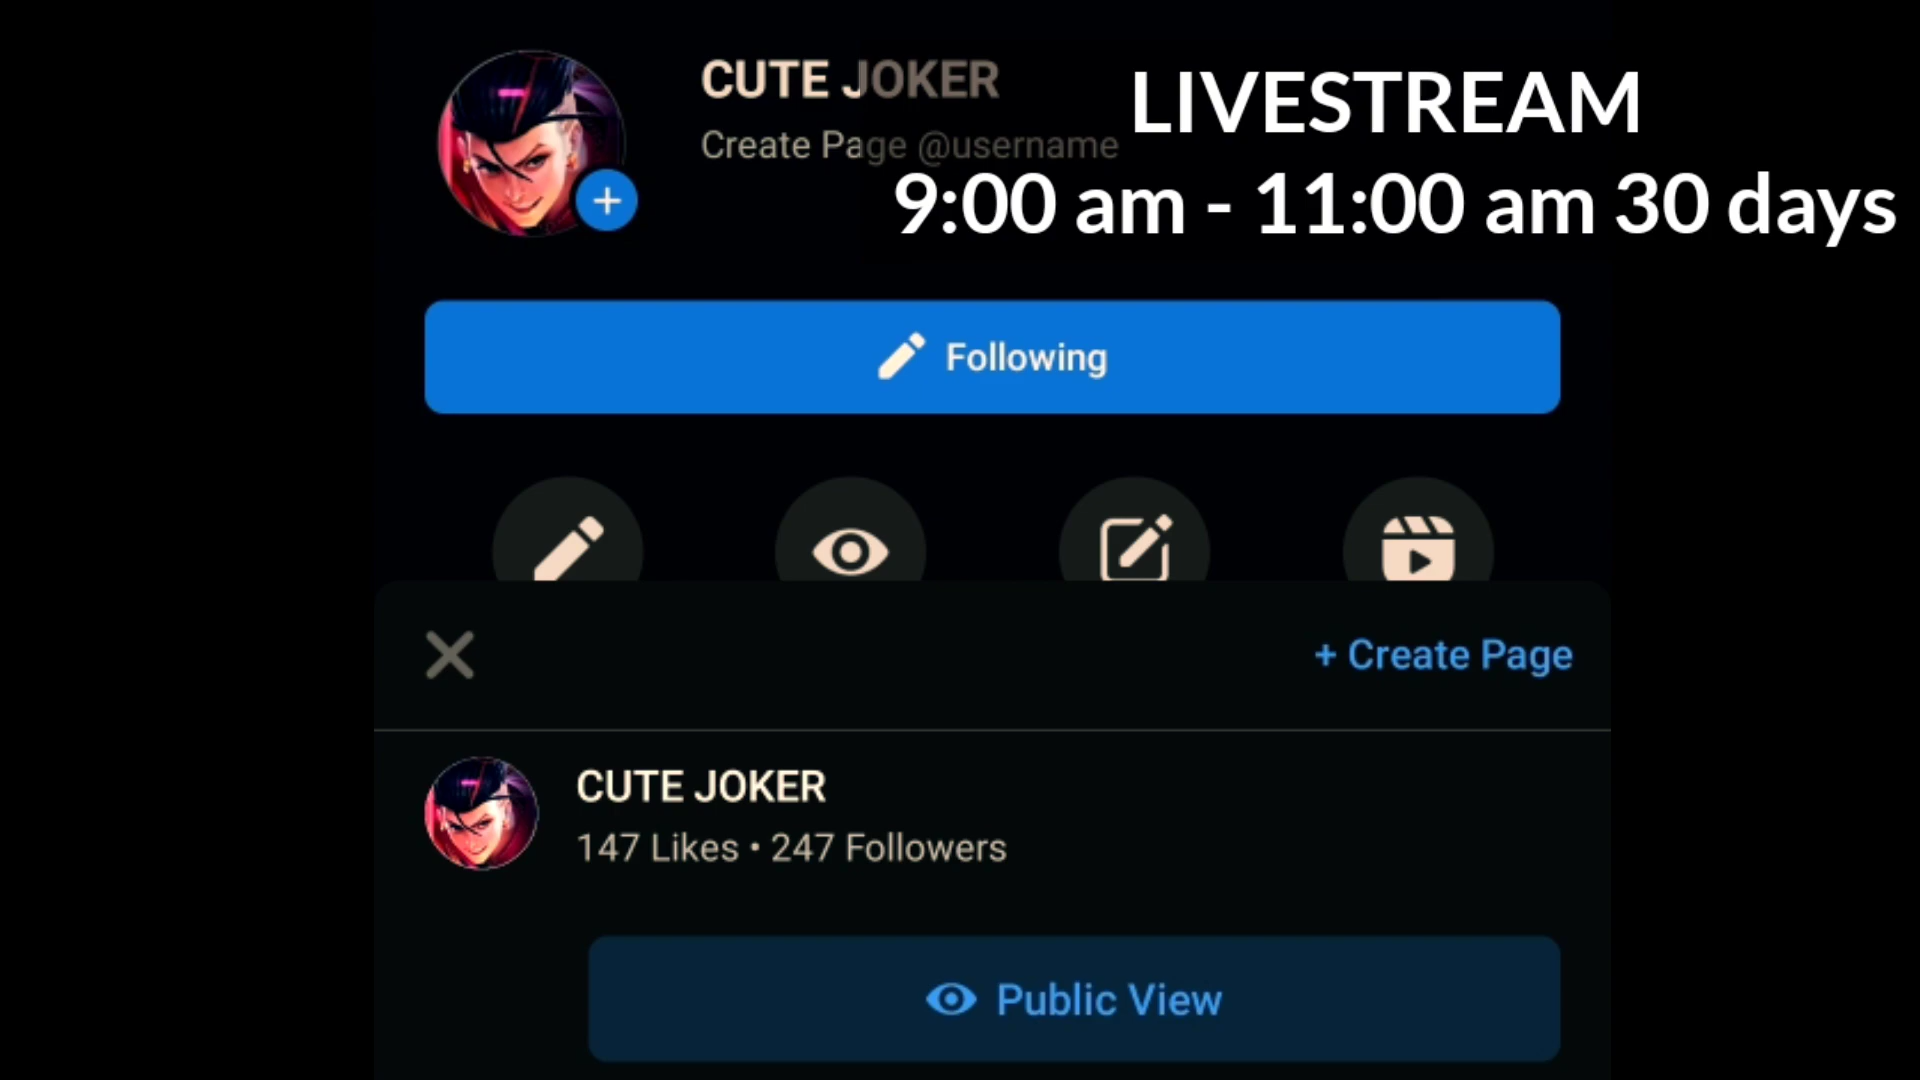 CUTE JOKER
Create Page @username
LIVESTREAM
9:00 am - 11:00 am 30 days
Following
+ Create Page
CUTE JOKER
147 Likes • 247 Followers
Public View